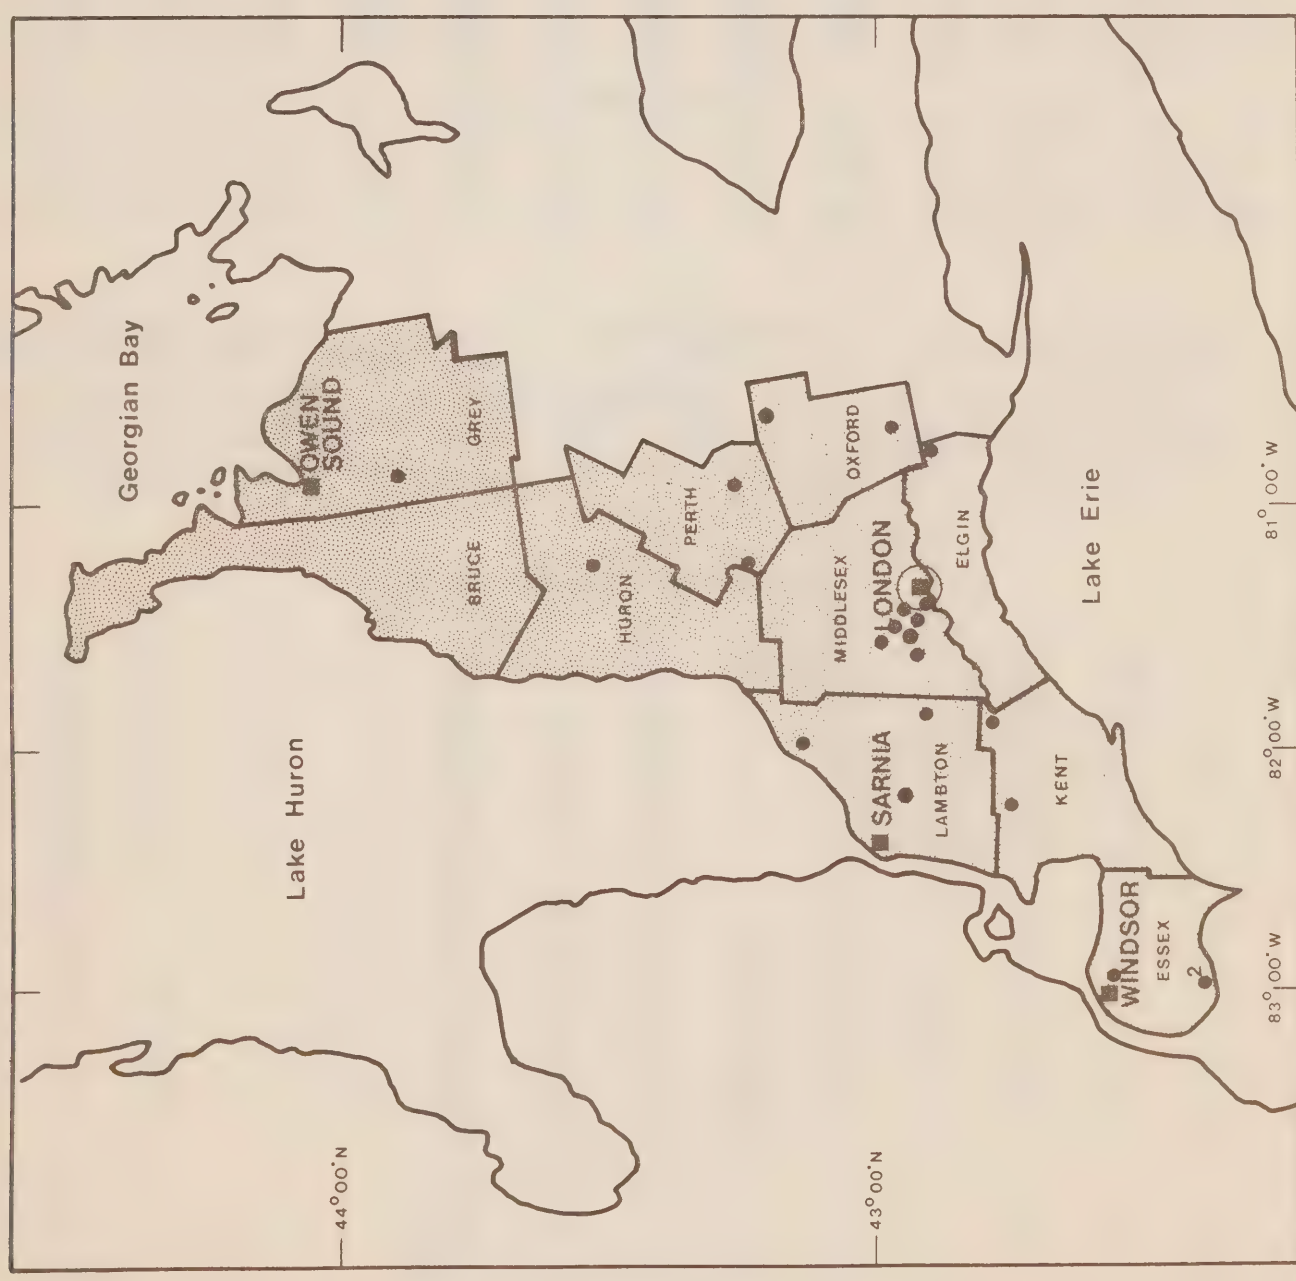 Georgian Bay
OWEN
SOUND
GREY
BRUCE
HURON
PERTH
OXFORD
MIDDLESEX
LONDON
ELGIN
Lake Huron
Lake Erie
SARNIA
LAMBTON
KENT
WINDSOR
ESSEX
2
44°00'N
43°00'N
81°00'W
82°00'W
83°00'W